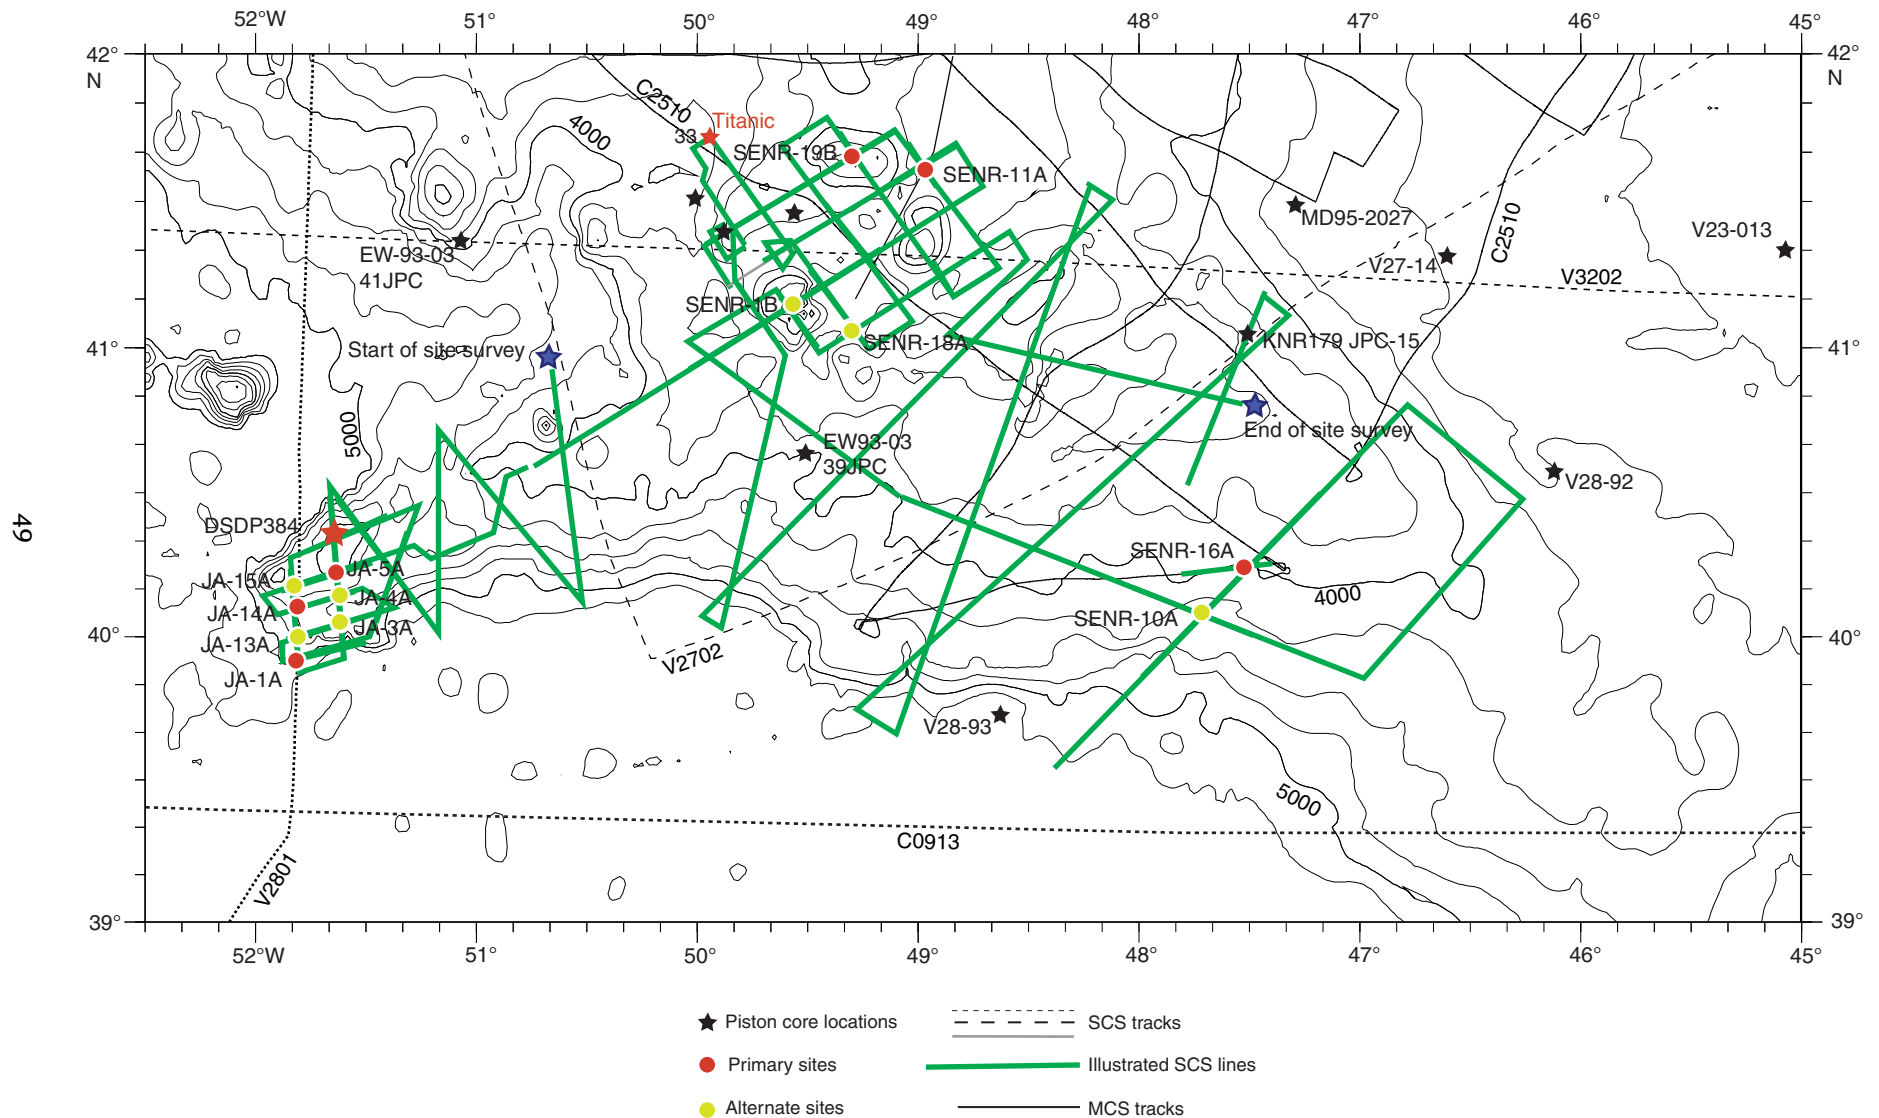 52°W 51° 50° 49° 48° 47° 46° 45°
42° 42°
N N
C2510
Titanic
33
4000
SENR-19B
SENR-11A
MD95-2027
C2510
V23-013
EW-93-03
41JPC
V27-14
V3202
SENR-1B
KNR179 JPC-15
SENR-18A
41° 41°
Start of site survey
5000
End of site survey
EW93-03
39JPC
V28-92
49
DSDP384
SENR-16A
JA-5A
JA-15A
JA-4A
4000
JA-14A
SENR-10A
JA-3A
40° 40°
JA-13A
V2702
JA-1A
V28-93
5000
C0913
V2801
39° 39°
52°W 51° 50° 49° 48° 47° 46° 45°
Piston core locations
SCS tracks
Primary sites
Illustrated SCS lines
Alternate sites
MCS tracks